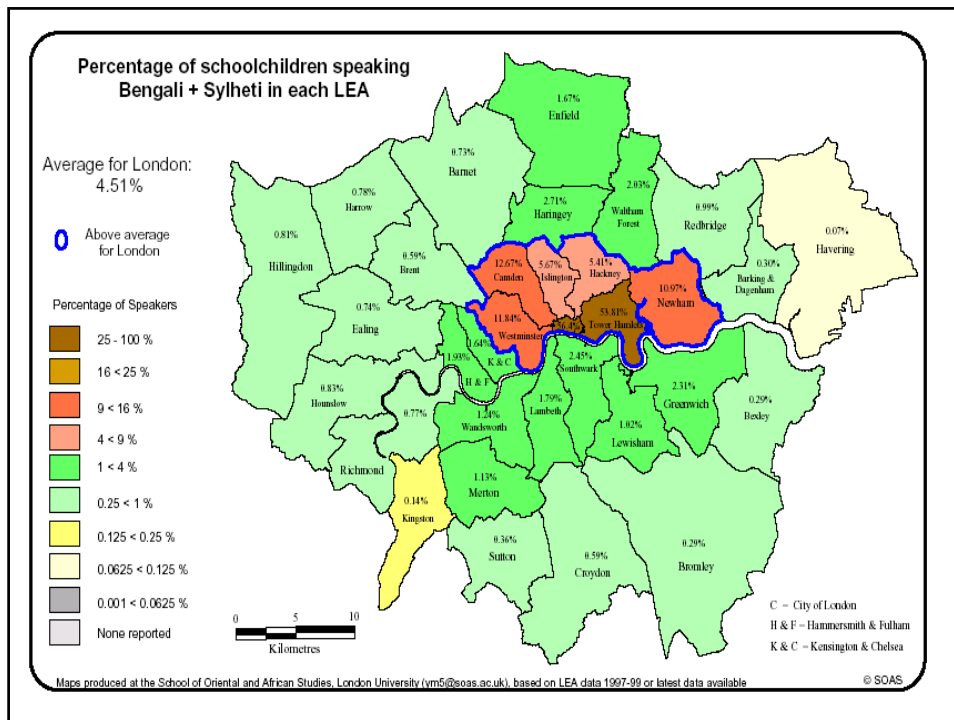 Percentage of schoolchildren speaking
Bengali + Sylheti in each LEA
Average for London:
4.51%
Above average
for London
Percentage of Speakers
25 - 100 %
16 < 25 %
9 < 16 %
4 < 9 %
1 < 4 %
0.25 < 1 %
0.125 < 0.25 %
0.0625 < 0.125 %
0.001 < 0.0625 %
None reported
1.67%
Enfield
0.73%
Barnet
0.78%
Harrow
2.71%
Haringey
2.03%
Waltham
Forest
0.99%
Redbridge
0.07%
Havering
0.81%
Hillingdon
0.59%
Brent
12.67%
Camden
5.67%
Islington
5.41%
Hackney
10.97%
Newham
0.30%
Barking &
Dagenham
0.74%
Ealing
11.84%
Westminster
53.81%
Tower Hamlets
1.64%
K & C
1.93%
H & F
0.83%
Hounslow
0.77%
Richmond
1.24%
Wandsworth
1.79%
Lambeth
2.45%
Southwark
1.02%
Lewisham
2.31%
Greenwich
0.29%
Bexley
0.14%
Kingston
1.13%
Merton
0.36%
Sutton
0.59%
Croydon
0.29%
Bromley
0
5
10
Kilometres
C – City of London
H & F – Hammersmith & Fulham
K & C – Kensington & Chelsea
Maps produced at the School of Oriental and African Studies, London University (vm5@soas.ac.uk), based on LEA data 1997-99 or latest data available
© SOAS